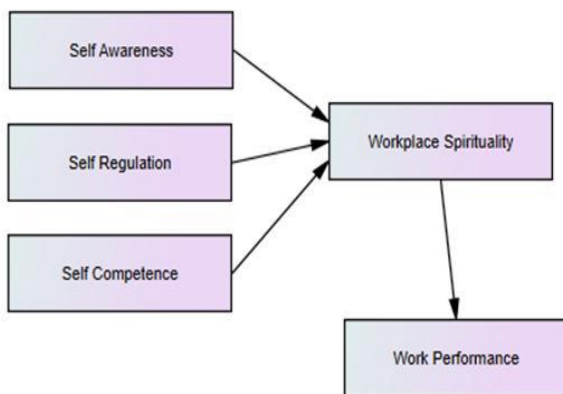 Self Awareness
Self Regulation
Self Competence
Workplace Spirituality
Work Performance